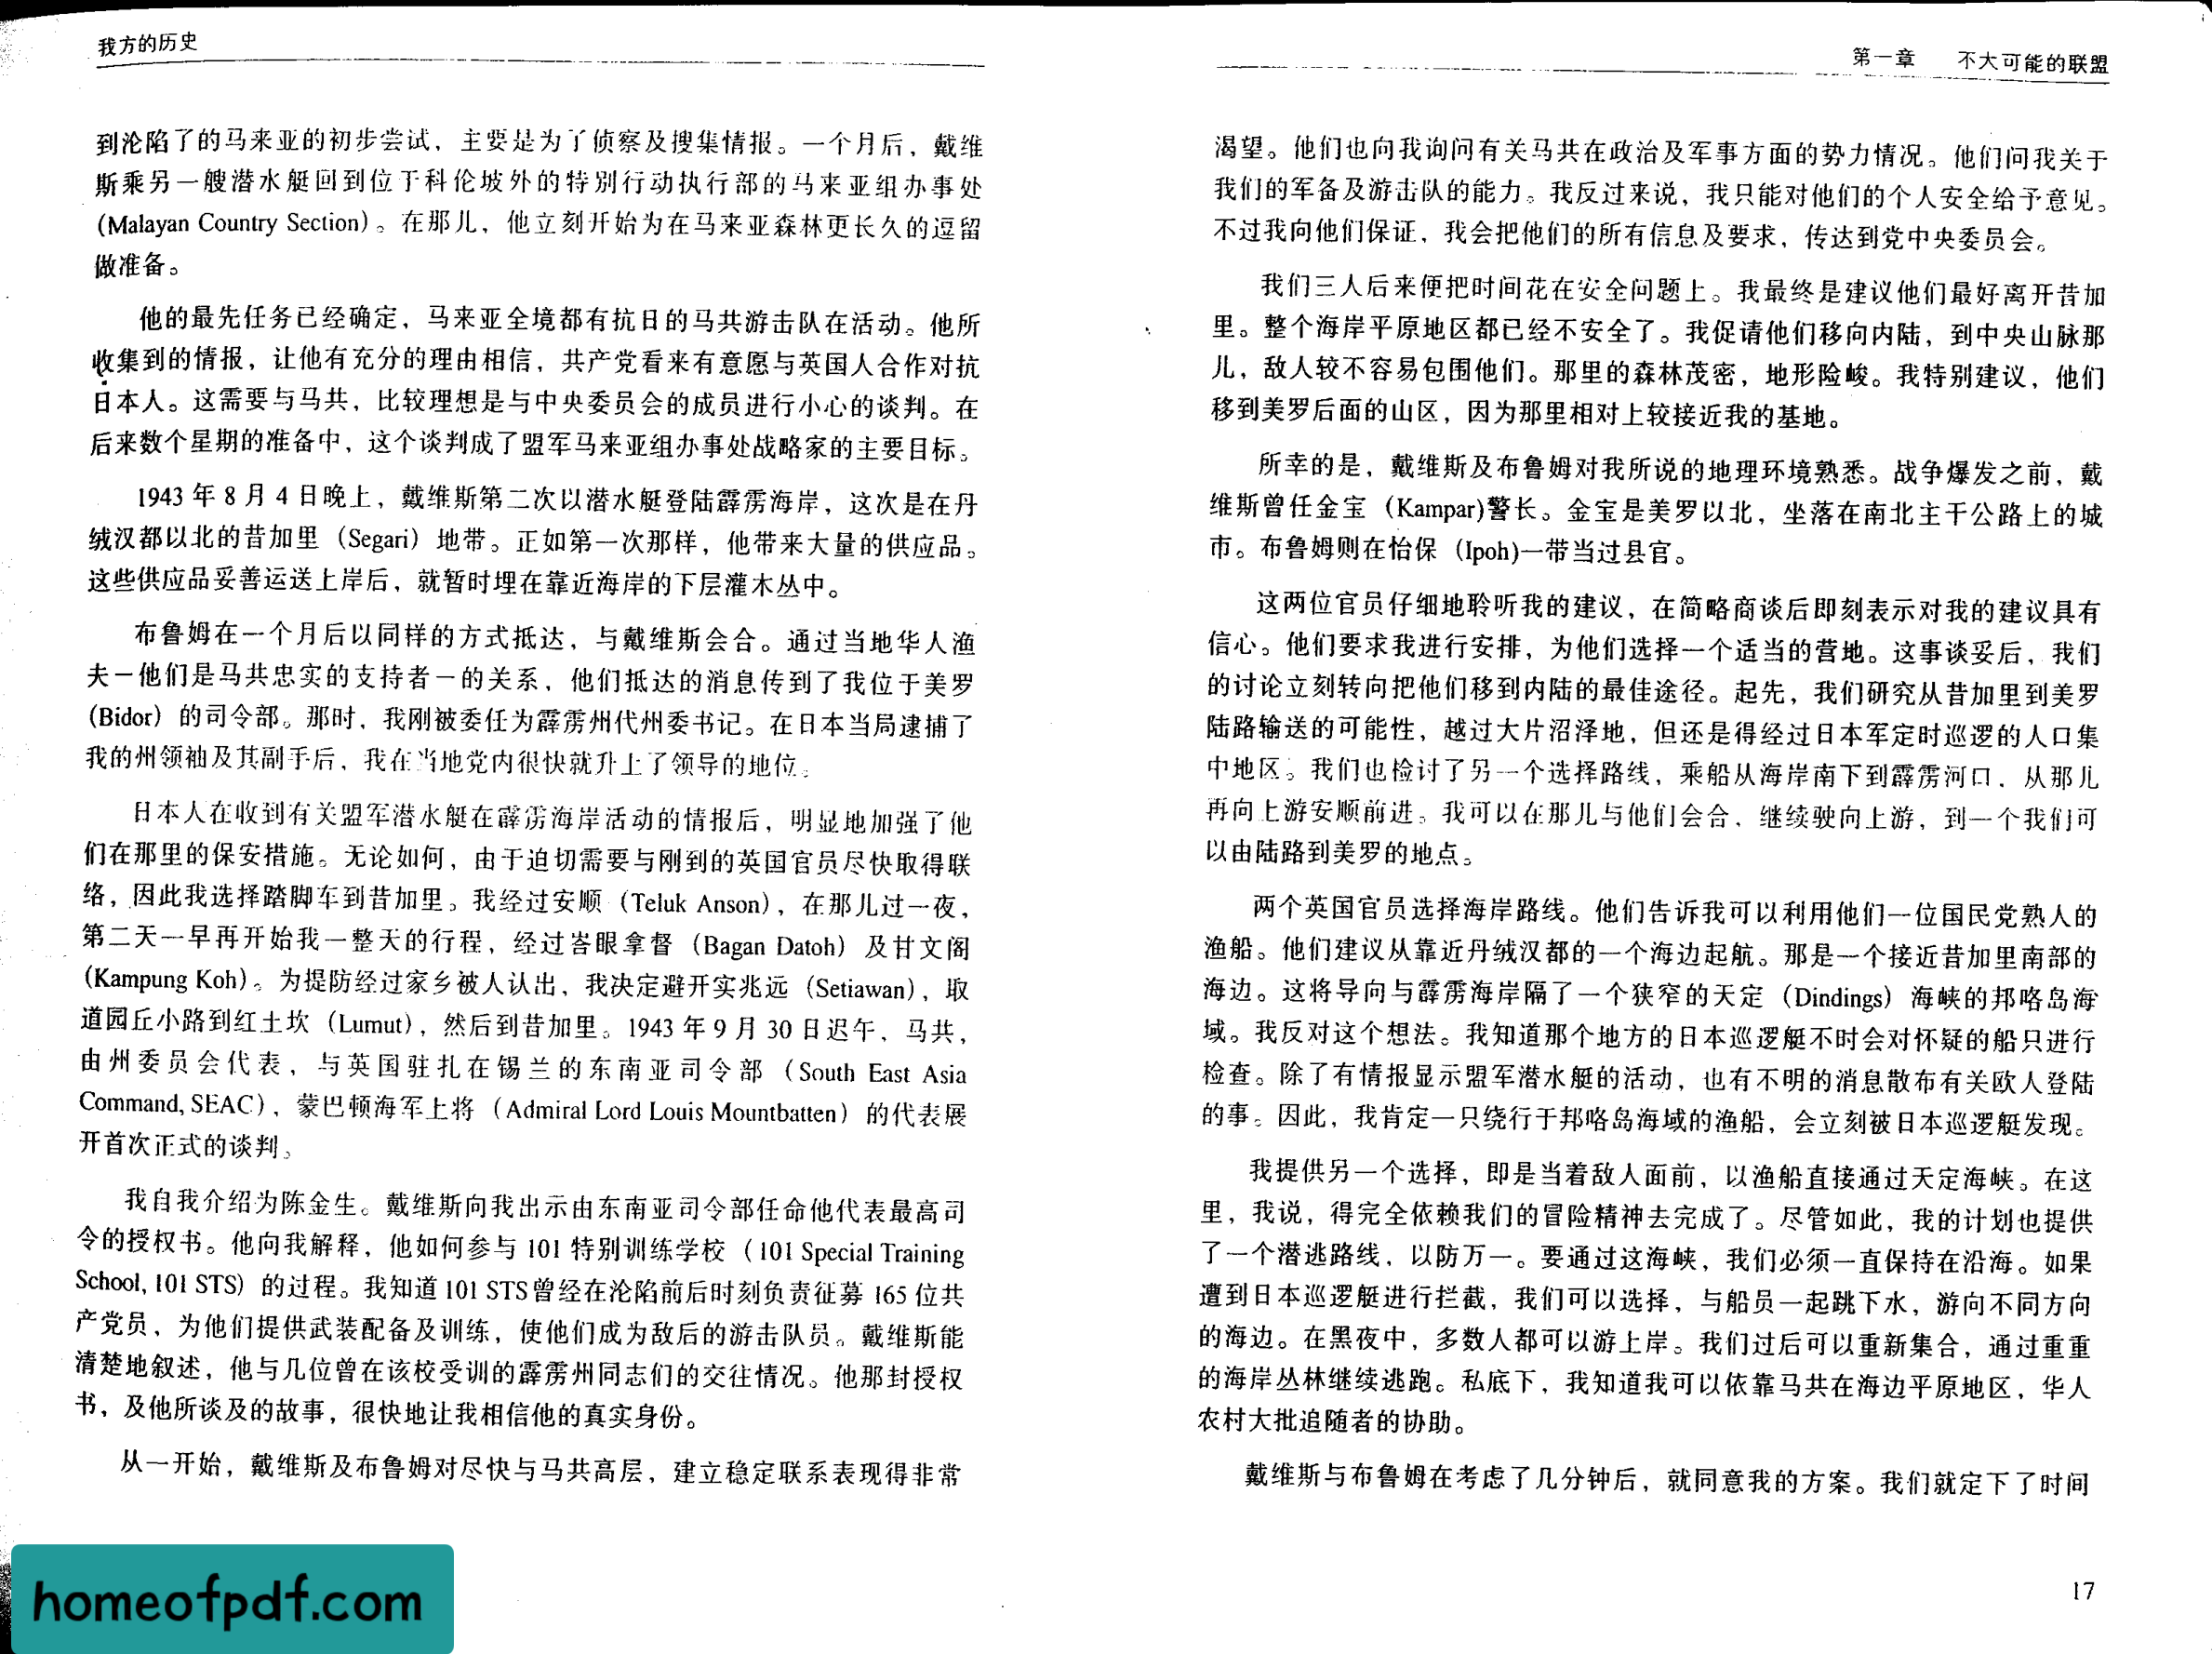 我方的历史
到沦陷了的马来亚的初步尝试，主要是为了侦察及搜集情报。一个月后，戴维
斯乘另一艘潜水艇回到位于科伦坡外的特别行动执行部的马来亚组办事处
(Malayan Country Section)。在那儿，他立刻开始为在马来亚森林更长久的逗留
做准备。
他的最先任务已经确定，马来亚全境都有抗日的马共游击队在活动。他所
收集到的情报，让他有充分的理由相信，共产党看来有意愿与英国人合作对抗
日本人。这需要与马共，比较理想是与中央委员会的成员进行小心的谈判。在
后来数个星期的准备中，这个谈判成了盟军马来亚组办事处战略家的主要目标。
1943 年 8 月 4 日晚上，戴维斯第二次以潜水艇登陆霹雳海岸，这次是在丹
绒汉都以北的昔加里（Segari）地带。正如第一次那样，他带来大量的供应品。
这些供应品妥善运送上岸后，就暂时埋在靠近海岸的下层灌木丛中。
布鲁姆在一个月后以同样的方式抵达，与戴维斯会合。通过当地华人渔
夫－他们是马共忠实的支持者－的关系，他们抵达的消息传到了我位于美罗
(Bidor）的司令部。那时，我刚被委任为霹雳州代州委书记。在日本当局逮捕了
我的州领袖及其副手后，我在当地党内很快就升上了领导的地位。
日本人在收到有关盟军潜水艇在霹雳海岸活动的情报后，明显地加强了他
们在那里的保安措施。无论如何，由于迫切需要与刚到的英国官员尽快取得联
络，因此我选择踏脚车到昔加里。我经过安顺（Teluk Anson），在那儿过一夜，
第二天一早再开始我一整天的行程，经过峇眼拿督（Bagan Datoh）及甘文阁
(Kampung Koh)。为提防经过家乡被人认出，我决定避开实兆远（Setiawan），取
道园丘小路到红土坎（Lumut），然后到昔加里。1943 年 9 月 30 日迟午，马共，
由州委员会代表，与英国驻扎在锡兰的东南亚司令部（South East Asia
Command, SEAC），蒙巴顿海军上将（Admiral Lord Louis Mountbatten）的代表展
开首次正式的谈判。
我自我介绍为陈金生。戴维斯向我出示由东南亚司令部任命他代表最高司
令的授权书。他向我解释，他如何参与 101 特别训练学校（101 Special Training
School, 101 STS）的过程。我知道 101 STS 曾经在沦陷前后时刻负责征募 165 位共
产党员，为他们提供武装配备及训练，使他们成为敌后的游击队员。戴维斯能
清楚地叙述，他与几位曾在该校受训的霹雳州同志们的交往情况。他那封授权
书，及他所谈及的故事，很快地让我相信他的真实身份。
从一开始，戴维斯及布鲁姆对尽快与马共高层，建立稳定联系表现得非常
第一章 不大可能的联盟
渴望。他们也向我询问有关马共在政治及军事方面的势力情况。他们问我关于
我们的军备及游击队的能力。我反过来说，我只能对他们的个人安全给予意见。
不过我向他们保证，我会把他们的所有信息及要求，传达到党中央委员会。
我们三人后来便把时间花在安全问题上。我最终是建议他们最好离开昔加
里。整个海岸平原地区都已经不安全了。我促请他们移向内陆，到中央山脉那
儿，敌人较不容易包围他们。那里的森林茂密，地形险峻。我特别建议，他们
移到美罗后面的山区，因为那里相对上较接近我的基地。
所幸的是，戴维斯及布鲁姆对我所说的地理环境熟悉。战争爆发之前，戴
维斯曾任金宝（Kampar)警长。金宝是美罗以北，坐落在南北主干公路上的城
市。布鲁姆则在怡保（Ipoh)一带当过县官。
这两位官员仔细地聆听我的建议，在简略商谈后即刻表示对我的建议具有
信心。他们要求我进行安排，为他们选择一个适当的营地。这事谈妥后，我们
的讨论立刻转向把他们移到内陆的最佳途径。起先，我们研究从昔加里到美罗
陆路输送的可能性，越过大片沼泽地，但还是得经过日本军定时巡逻的人口集
中地区。我们也检讨了另一个选择路线，乘船从海岸南下到霹雳河口，从那儿
再向上游安顺前进。我可以在那儿与他们会合，继续驶向上游，到一个我们可
以由陆路到美罗的地点。
两个英国官员选择海岸路线。他们告诉我可以利用他们一位国民党熟人的
渔船。他们建议从靠近丹绒汉都的一个海边起航。那是一个接近昔加里南部的
海边。这将导向与霹雳海岸隔了一个狭窄的天定（Dindings）海峡的邦咯岛海
域。我反对这个想法。我知道那个地方的日本巡逻艇不时会对怀疑的船只进行
检查。除了有情报显示盟军潜水艇的活动，也有不明的消息散布有关欧人登陆
的事。因此，我肯定一只绕行于邦咯岛海域的渔船，会立刻被日本巡逻艇发现。
我提供另一个选择，即是当着敌人面前，以渔船直接通过天定海峡。在这
里，我说，得完全依赖我们的冒险精神去完成了。尽管如此，我的计划也提供
了一个潜逃路线，以防万一。要通过这海峡，我们必须一直保持在沿海。如果
遭到日本巡逻艇进行拦截，我们可以选择，与船员一起跳下水，游向不同方向
的海边。在黑夜中，多数人都可以游上岸。我们过后可以重新集合，通过重重
的海岸丛林继续逃跑。私底下，我知道我可以依靠马共在海边平原地区，华人
农村大批追随者的协助。
戴维斯与布鲁姆在考虑了几分钟后，就同意我的方案。我们就定下了时间
17
homeofpdf.com